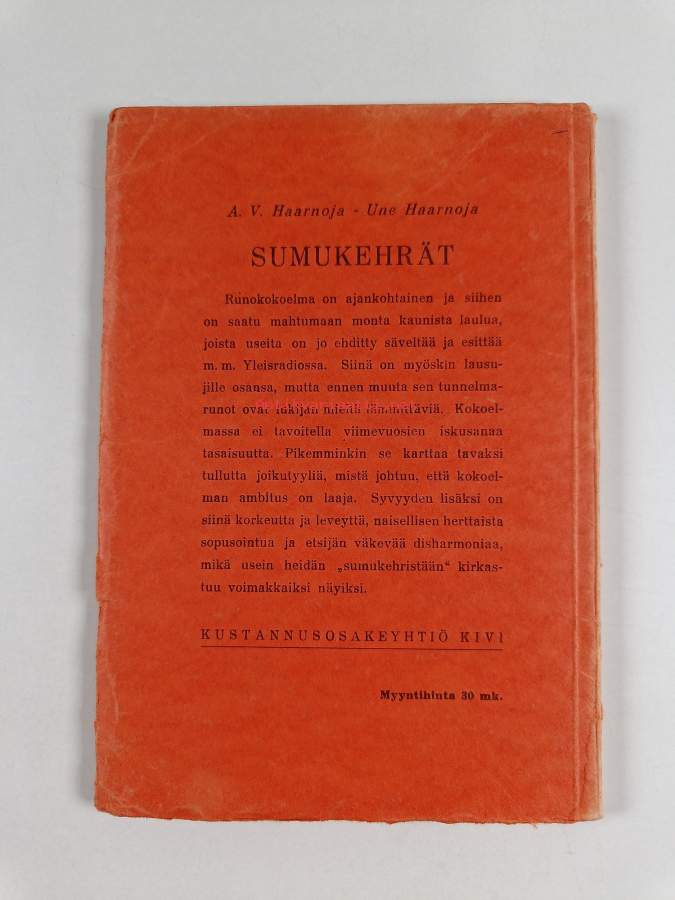 A. V. Haarnoja - Une Haarnoja
SUMUKEHRÄT
Runokokoelma on ajankohtainen ja siihen
on saatu mahtumaan monta kaunista laulua,
joista useita on jo ehditty säveltää ja esittää
m. m. Yleisradiossa. Siinä on myöskin lausu-
jille osansa, mutta ennen muuta sen tunnelma-
runot ovat lukijan mieltä lämmittäviä. Kokoel-
massa ei tavoitella viimevuosien iskusanaa
tasaisuutta. Pikemminkin se karttaa tavaksi
tullutta joikutyyliä, mistä johtuu, että kokoel-
man ambitus on laaja. Syvyyden lisäksi on
siinä korkeutta ja leveyttä, naisellisen herttaista
sopusointua ja etsijän väkevää disharmoniaa,
mikä usein heidän „sumukehristään“ kirkas-
tuu voimakkaiksi näyiksi.
KUSTANNUSOSAKEYHTIÖ KIVI
Myyntihinta 30 mk.